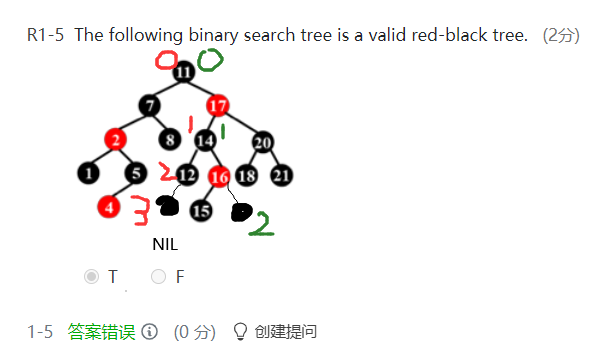 R1-5 The following binary search tree is a valid red-black tree. (2分)
0 11 0
7 17
2 8 1 14 1 20
1 5 2 12 16 18 21
4 3 15 2
NIL
T F
1-5 答案错误 (0 分) 创建提问